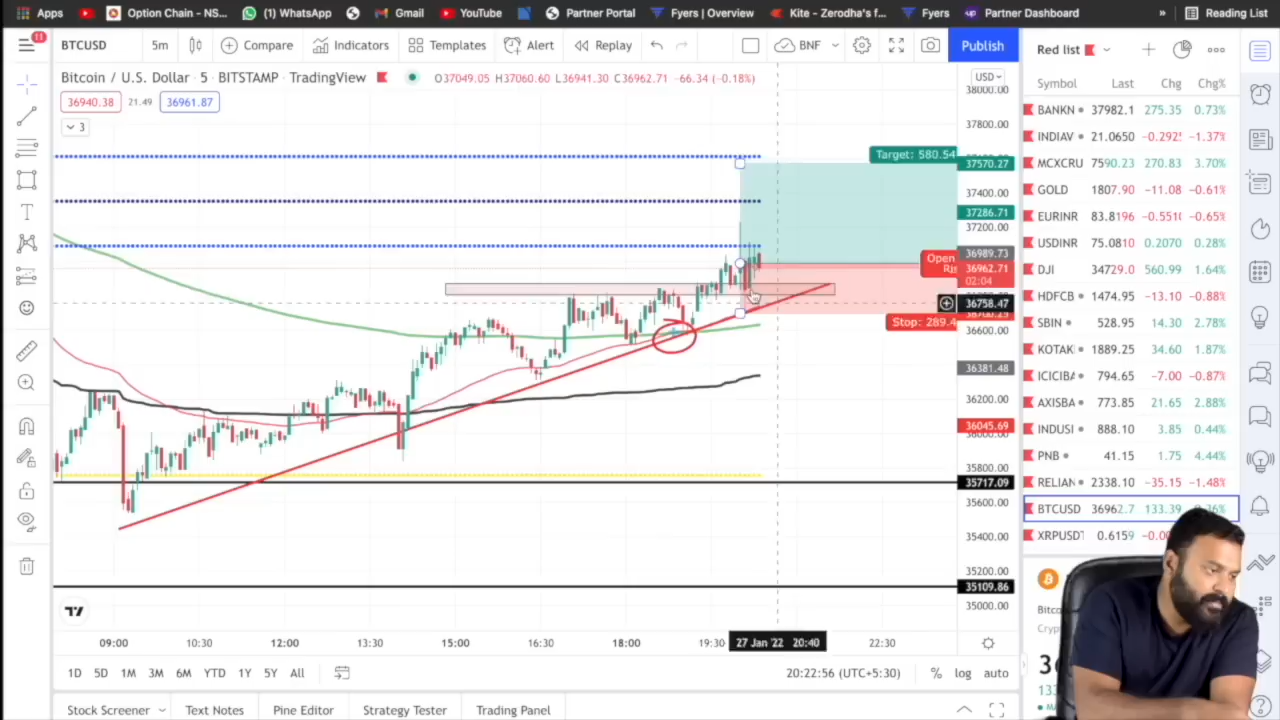 Apps
Option Chain - NS...
(1) WhatsApp
Gmail
YouTube
Partner Portal
Fyers | Overview
Kite - Zerodha's f...
Fyers
Partner Dashboard
»
Reading List
11
BTCUSD
5m
Compare
Indicators
Templates
Alert
Replay
BNF
Publish
Red list
Bitcoin / U.S. Dollar · 5 · BITSTAMP · TradingView
O37049.05 H37060.60 L36941.30 C36962.71 −66.34 (−0.18%)
USD
36940.38
21.49
36961.87
3
Symbol
Last
Chg
Chg%
BANKN 37982.1 275.35 0.73%
INDIAV 21.0650 −0.292 −1.37%
MCXCRU 7590.23 270.83 3.70%
GOLD 1807.90 −11.08 −0.61%
EURINR 83.8196 −0.551 −0.65%
USDINR 75.0810 0.2070 0.28%
DJI 34729.0 560.99 1.64%
HDFCB 1474.95 −13.10 −0.88%
SBIN 528.95 14.30 2.78%
KOTAK 1889.25 34.60 1.87%
ICICIBA 794.65 −7.00 −0.87%
AXISBA 773.85 21.65 2.88%
INDUSI 888.10 3.85 0.44%
PNB 41.15 1.75 4.44%
RELIAN 2338.10 −35.15 −1.48%
BTCUSD 36962.7 133.39
XRPUSDT 0.6159
38000.00
37800.00
Target: 580.54
37570.27
37400.00
37286.71
37200.00
36989.73
Open
36962.71
02:04
36758.47
Stop: 289.4
36600.00
36381.48
36200.00
36045.69
36000.00
35800.00
35717.09
35600.00
35400.00
35200.00
35109.86
35000.00
09:00
10:30
12:00
13:30
15:00
16:30
18:00
19:30
27 Jan '22 20:40
22:30
1D
5D
1M
3M
6M
YTD
1Y
5Y
All
20:22:56 (UTC+5:30)
%
log
auto
Stock Screener
Text Notes
Pine Editor
Strategy Tester
Trading Panel